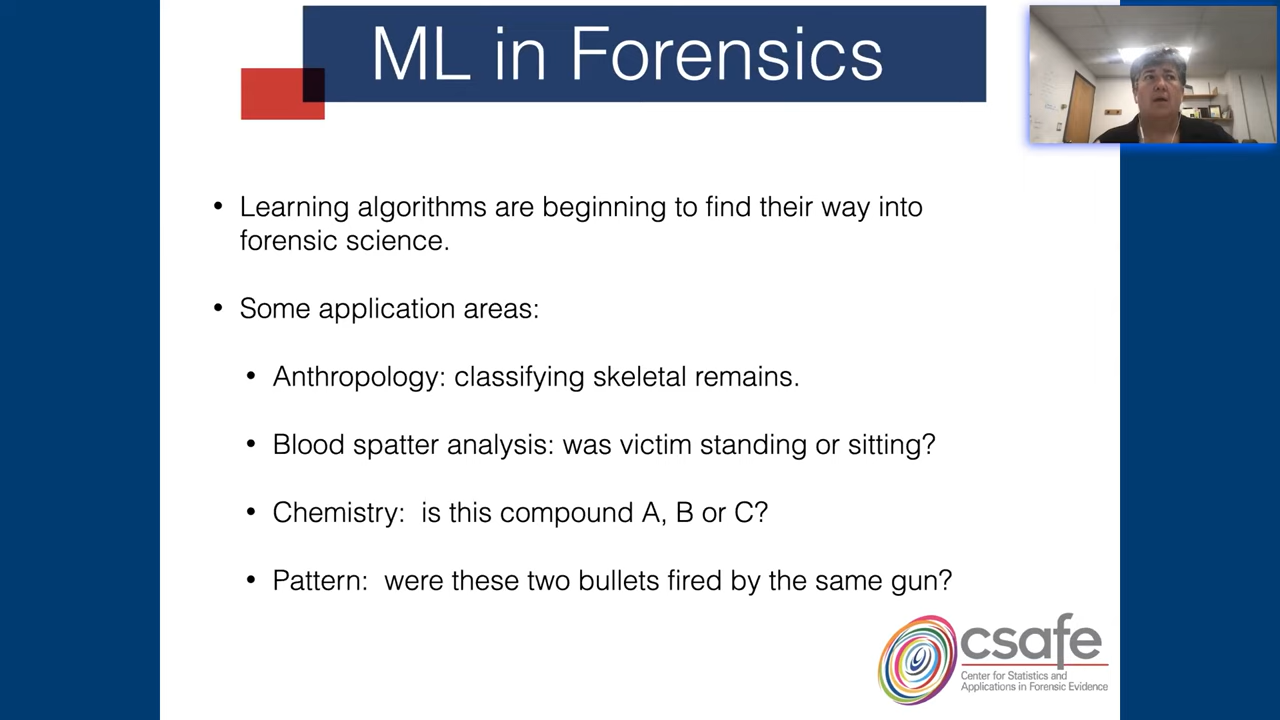 ML in Forensics
• Learning algorithms are beginning to find their way into
forensic science.
• Some application areas:
• Anthropology: classifying skeletal remains.
• Blood spatter analysis: was victim standing or sitting?
• Chemistry:  is this compound A, B or C?
• Pattern:  were these two bullets fired by the same gun?
csafe
Center for Statistics and
Applications in Forensic Evidence